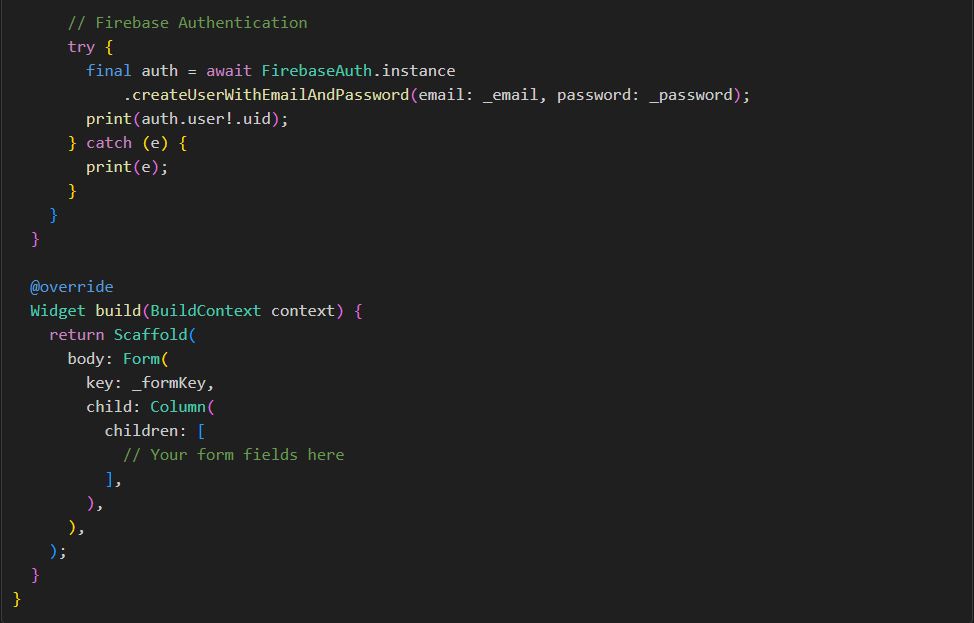 // Firebase Authentication
try {
final auth = await FirebaseAuth.instance
.createUserWithEmailAndPassword(email: _email, password: _password);
print(auth.user!.uid);
} catch (e) {
print(e);
}
}
}
@override
Widget build(BuildContext context) {
return Scaffold(
body: Form(
key: _formKey,
child: Column(
children: [
// Your form fields here
],
),
),
);
}
}